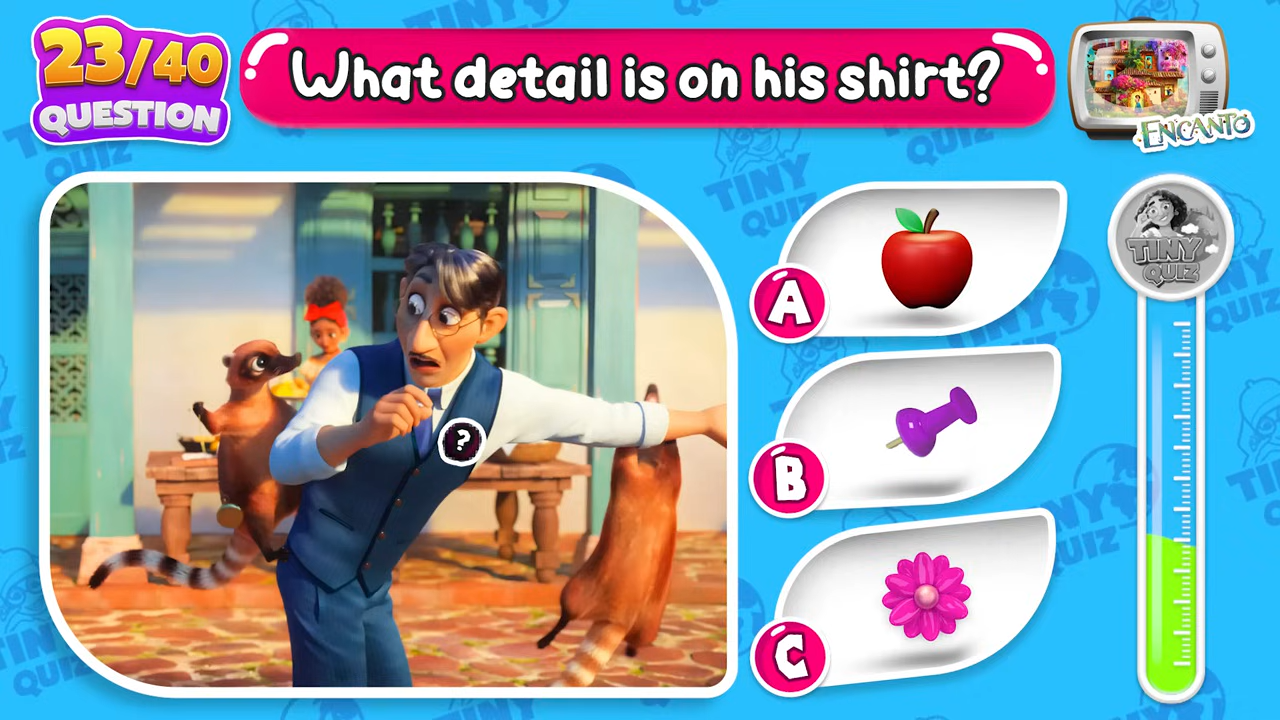 23/40
QUESTION
What detail is on his shirt?
ENCANTO
TINY
QUIZ
?
A
B
C